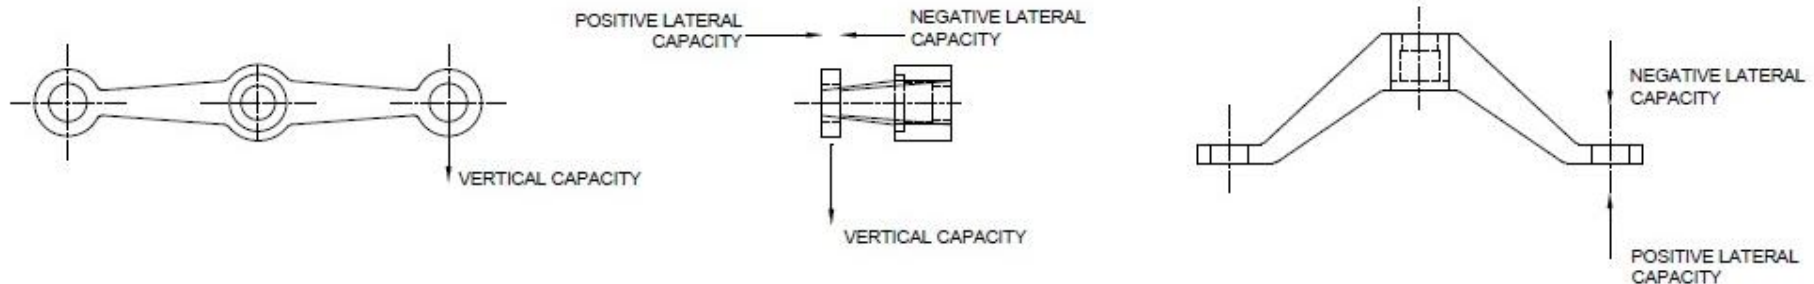 POSITIVE LATERAL
CAPACITY
NEGATIVE LATERAL
CAPACITY
VERTICAL CAPACITY
VERTICAL CAPACITY
NEGATIVE LATERAL
CAPACITY
POSITIVE LATERAL
CAPACITY